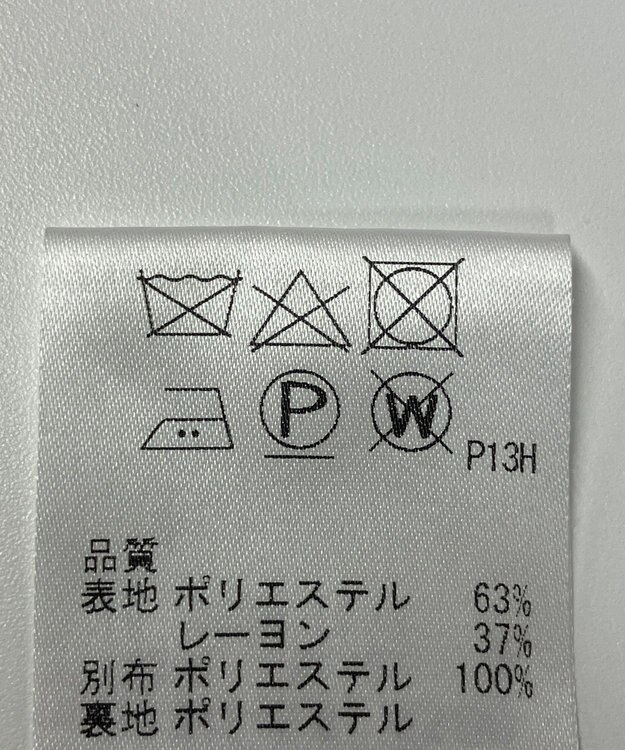 P W
P13H
品質
表地 ポリエステル 63%
レーヨン 37%
別布 ポリエステル 100%
裏地 ポリエステル